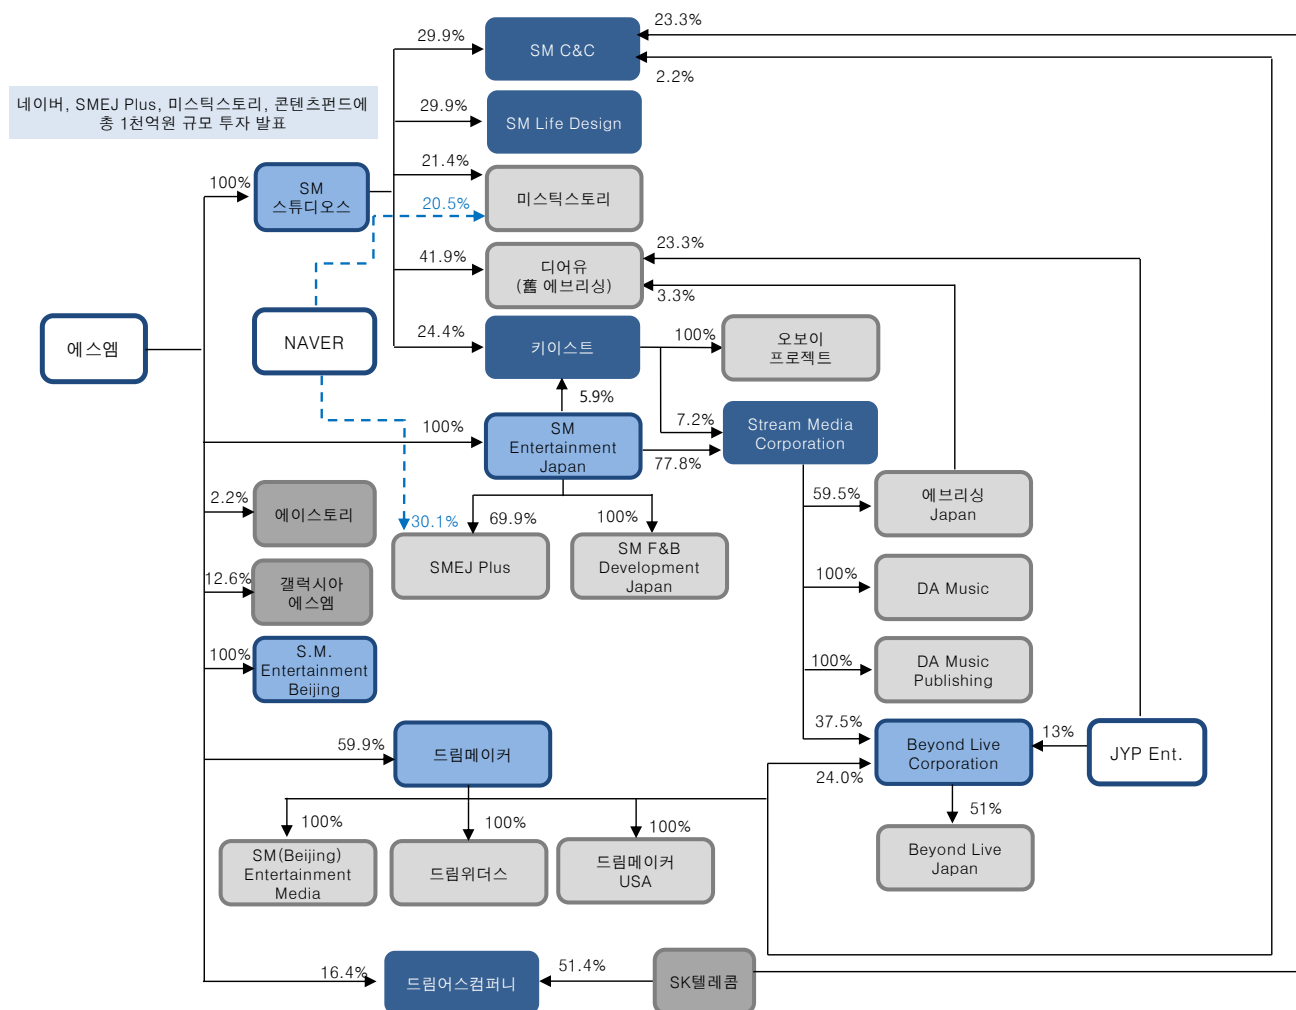 23.3%
29.9%
SM C&C
2.2%
네이버, SMEJ Plus, 미스틱스토리, 콘텐츠펀드에
총 1천억원 규모 투자 발표
29.9%
SM Life Design
21.4%
100%
SM
스튜디오스
미스틱스토리
20.5%
23.3%
41.9%
디어유
(舊 에브리싱)
3.3%
에스엠
NAVER
24.4%
키이스트
100%
오보이
프로젝트
5.9%
100%
SM
Entertainment
Japan
7.2%
77.8%
Stream Media
Corporation
2.2%
에이스토리
30.1%
69.9%
100%
59.5%
에브리싱
Japan
SMEJ Plus
SM F&B
Development
Japan
12.6%
갤럭시아
에스엠
100%
DA Music
100%
S.M.
Entertainment
Beijing
100%
DA Music
Publishing
37.5%
59.9%
드림메이커
Beyond Live
Corporation
13%
JYP Ent.
24.0%
100%
100%
100%
51%
SM(Beijing)
Entertainment
Media
드림위더스
드림메이커
USA
Beyond Live
Japan
16.4%
드림어스컴퍼니
51.4%
SK텔레콤